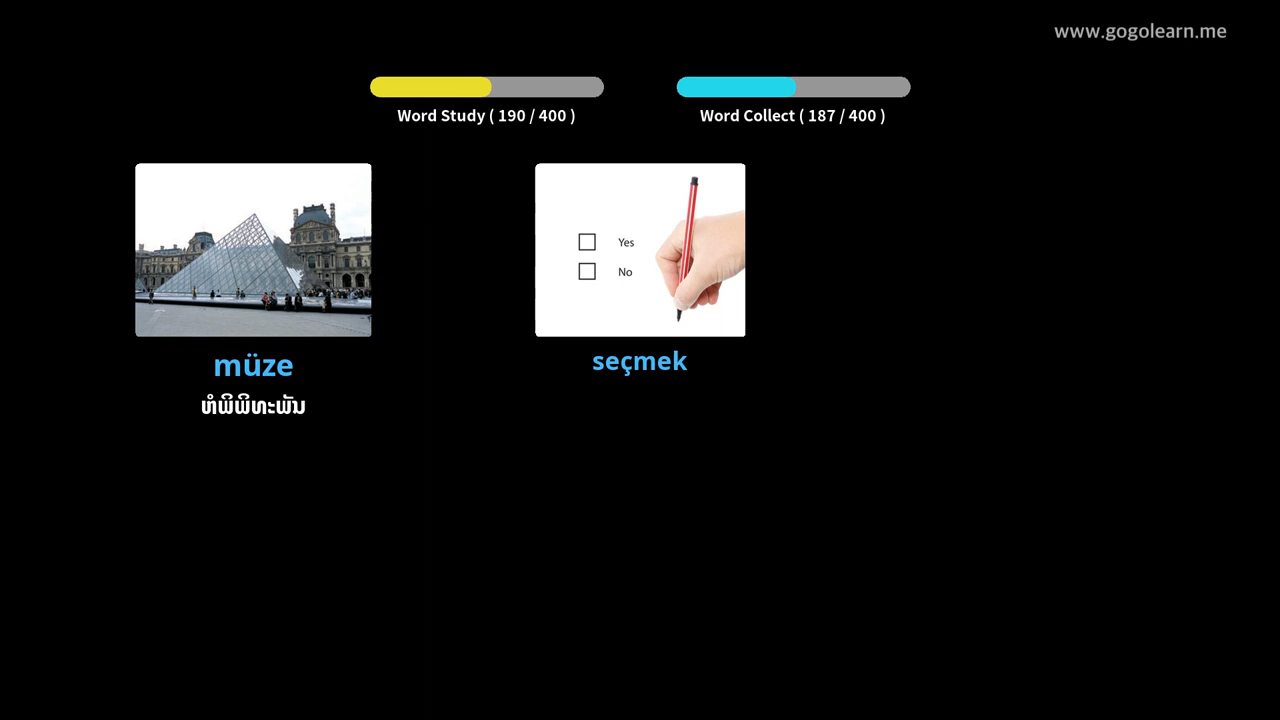 www.gogolearn.me
Word Study ( 190 / 400 )
Word Collect ( 187 / 400 )
Yes
No
müze
seçmek
ຫໍພິພິທະພັນ